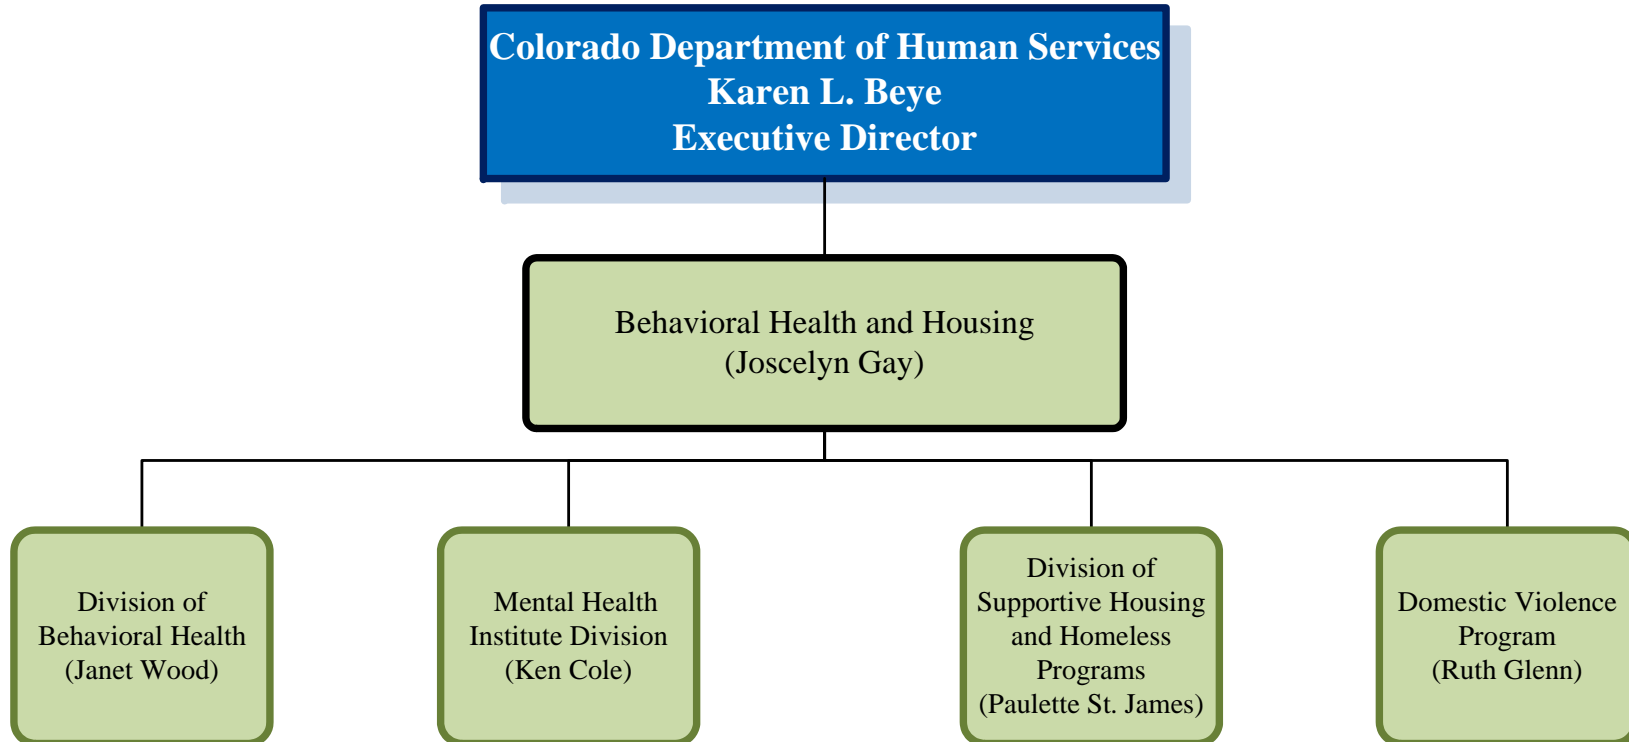 Colorado Department of Human Services
Karen L. Beye
Executive Director
Behavioral Health and Housing
(Joscelyn Gay)
Division of
Behavioral Health
(Janet Wood)
Mental Health
Institute Division
(Ken Cole)
Division of
Supportive Housing
and Homeless
Programs
(Paulette St. James)
Domestic Violence
Program
(Ruth Glenn)